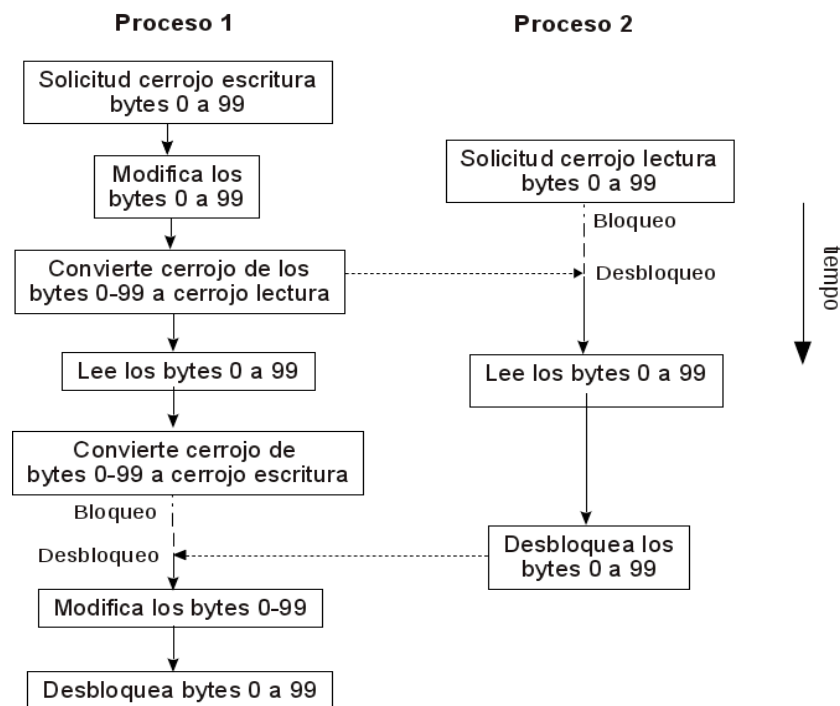 Proceso 1
Proceso 2
Solicitud cerrojo escritura
bytes 0 a 99
Modifica los
bytes 0 a 99
Convierte cerrojo de los
bytes 0-99 a cerrojo lectura
Lee los bytes 0 a 99
Convierte cerrojo de
bytes 0-99 a cerrojo escritura
Bloqueo
Desbloqueo
Modifica los bytes 0-99
Desbloquea bytes 0 a 99
Solicitud cerrojo lectura
bytes 0 a 99
Bloqueo
Desbloqueo
Lee los bytes 0 a 99
Desbloquea los
bytes 0 a 99
tiempo